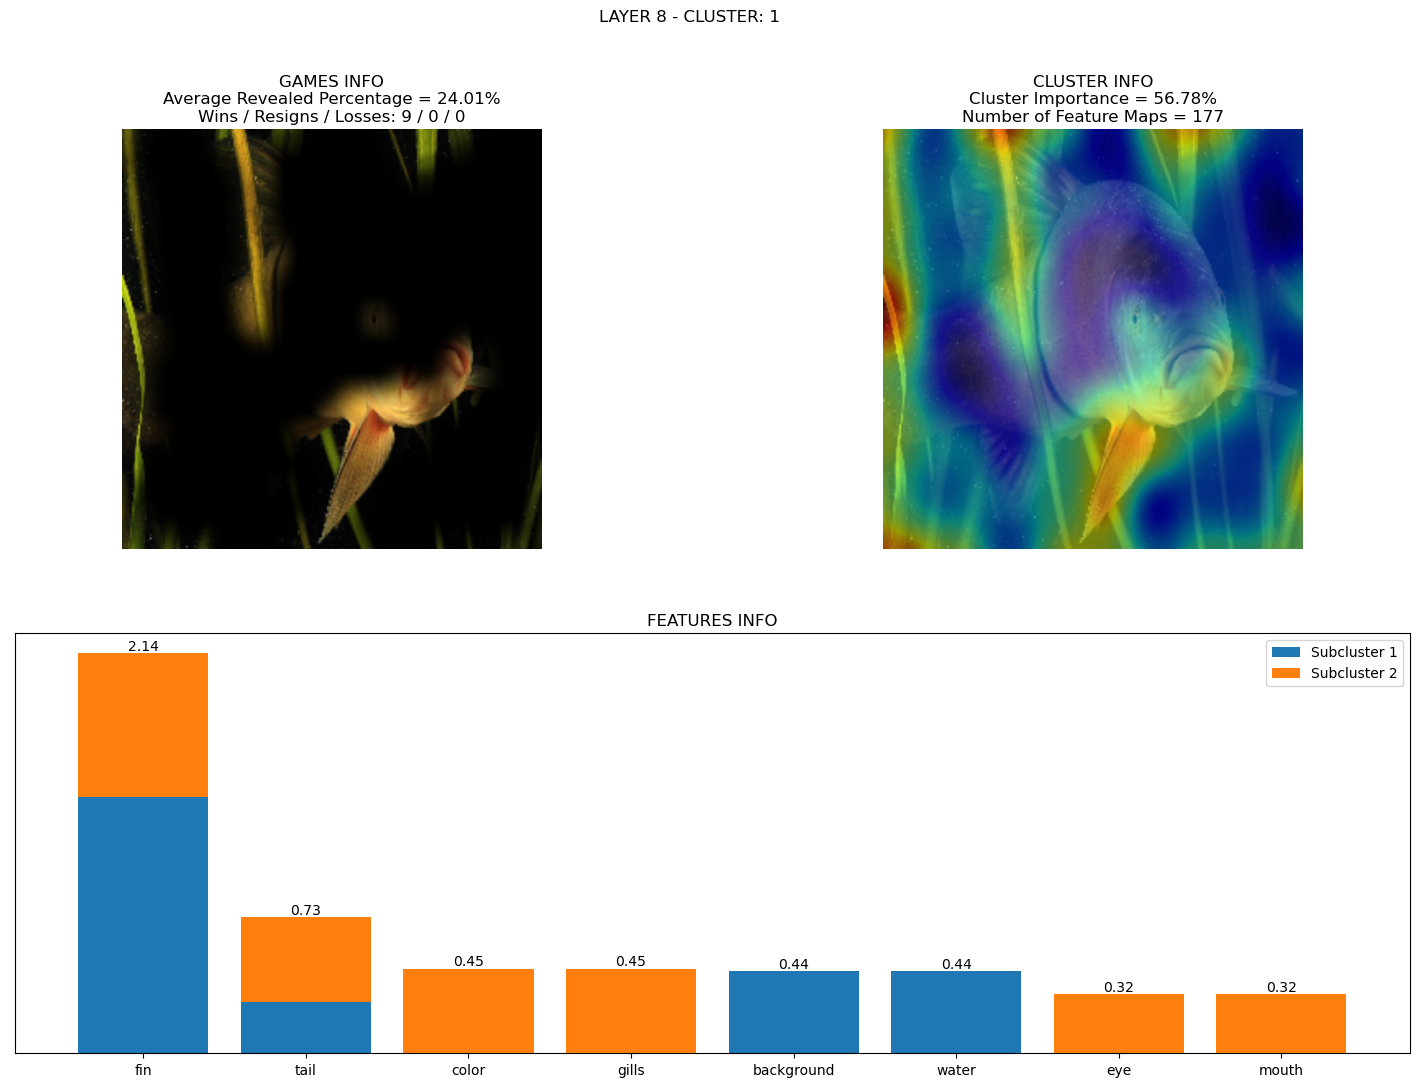 LAYER 8 - CLUSTER: 1
GAMES INFO
Average Revealed Percentage = 24.01%
Wins / Resigns / Losses: 9 / 0 / 0
CLUSTER INFO
Cluster Importance = 56.78%
Number of Feature Maps = 177
FEATURES INFO
Subcluster 1
Subcluster 2
2.14
0.73
0.45
0.45
0.44
0.44
0.32
0.32
fin
tail
color
gills
background
water
eye
mouth